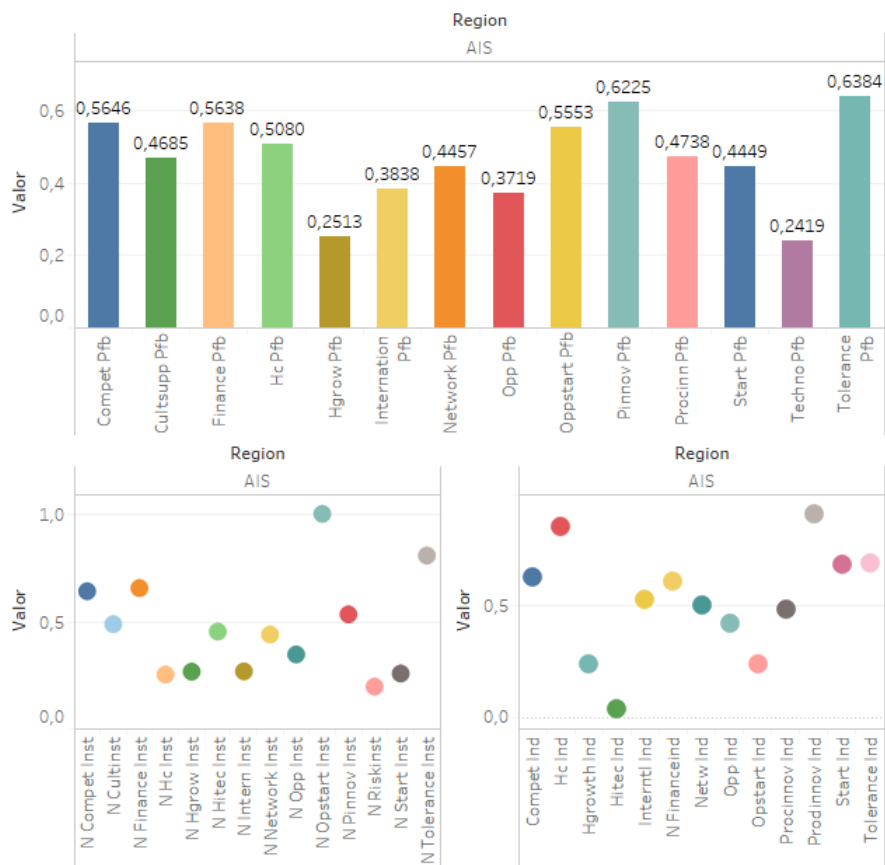 Region
AIS
Valor
0,6
0,4
0,2
0,0
0,5646
0,4685
0,5638
0,5080
0,2513
0,3838
0,4457
0,3719
0,5553
0,6225
0,4738
0,4449
0,2419
0,6384
Compet Pfb
Cultsupp Pfb
Finance Pfb
Hc Pfb
Hgrow Pfb
Internation
Pfb
Network Pfb
Opp Pfb
Oppstart Pfb
Pinnov Pfb
Procinn Pfb
Start Pfb
Techno Pfb
Tolerance
Pfb
Region
AIS
Valor
1,0
0,5
0,0
N Compet Inst
N Cultinst
N Finance Inst
N Hc Inst
N Hgrow Inst
N Hitec Inst
N Intern Inst
N Network Inst
N Opp Inst
N Opstart Inst
N Pinnov Inst
N Riskinst
N Start Inst
N Tolerance Inst
Region
AIS
Valor
0,5
0,0
Compet Ind
Hc Ind
Hgrowth Ind
Hitec Ind
Interntl Ind
N Financeind
Netw Ind
Opp Ind
Opstart Ind
Procinnov Ind
Prodinnov Ind
Start Ind
Tolerance Ind